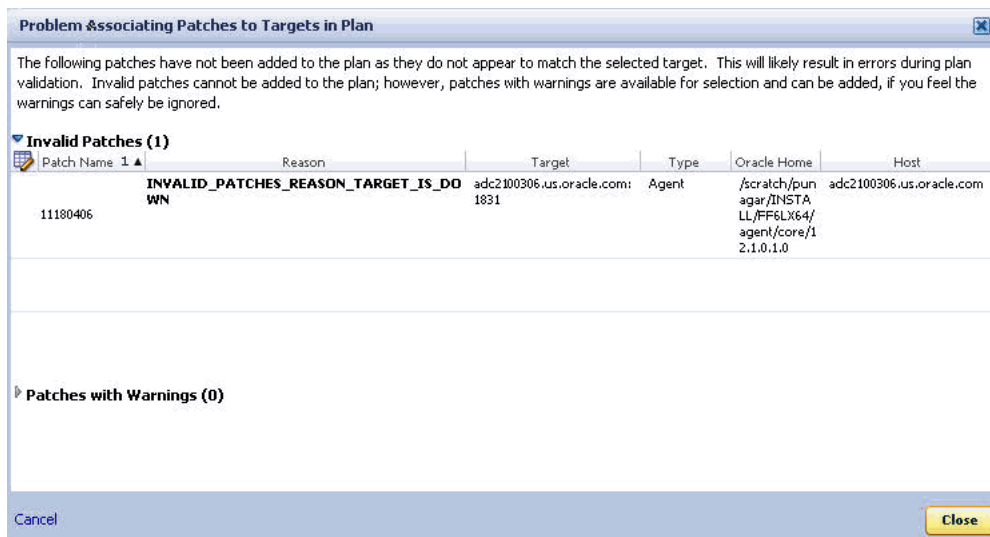 Problem Associating Patches to Targets in Plan
The following patches have not been added to the plan as they do not appear to match the selected target. This will likely result in errors during plan
validation. Invalid patches cannot be added to the plan; however, patches with warnings are available for selection and can be added, if you feel the
warnings can safely be ignored.
Invalid Patches (1)
Patch Name 1 Reason Target Type Oracle Home Host
INVALID_PATCHES_REASON_TARGET_IS_DO adc2100306.us.oracle.com: Agent /scratch/pun adc2100306.us.oracle.com
WN 1831 agar/INSTA
11180406 LL/FF6LX64/
agent/core/1
2.1.0.1.0
Patches with Warnings (0)
Cancel Close